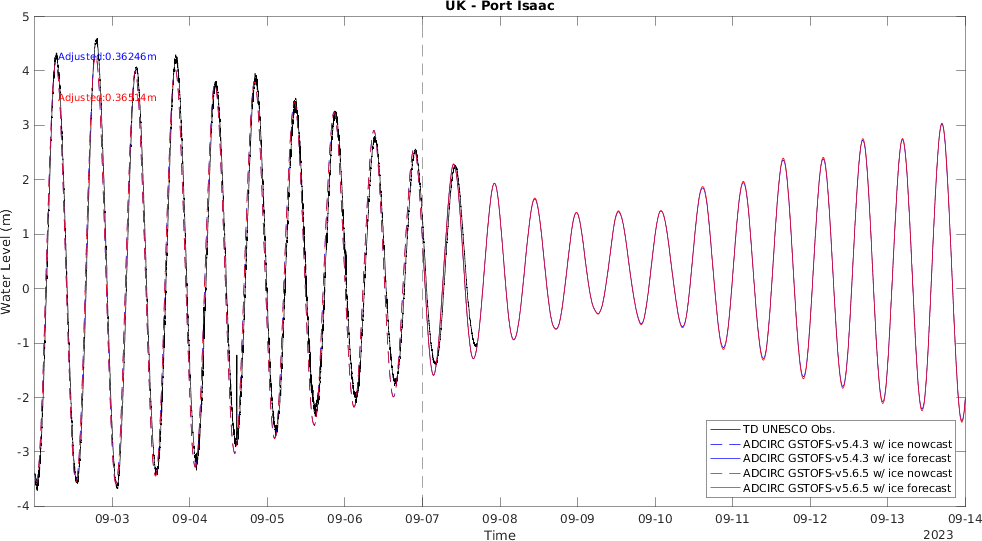 UK - Port Isaac
5
4
3
2
1
0
-1
-2
-3
-4
Water Level (m)
Adjusted:0.36246m
Adjusted:0.36514m
TD UNESCO Obs.
ADCIRC GSTOFS-v5.4.3 w/ ice nowcast
ADCIRC GSTOFS-v5.4.3 w/ ice forecast
ADCIRC GSTOFS-v5.6.5 w/ ice nowcast
ADCIRC GSTOFS-v5.6.5 w/ ice forecast
09-03 09-04 09-05 09-06 09-07 09-08 09-09 09-10 09-11 09-12 09-13 09-14
Time
2023